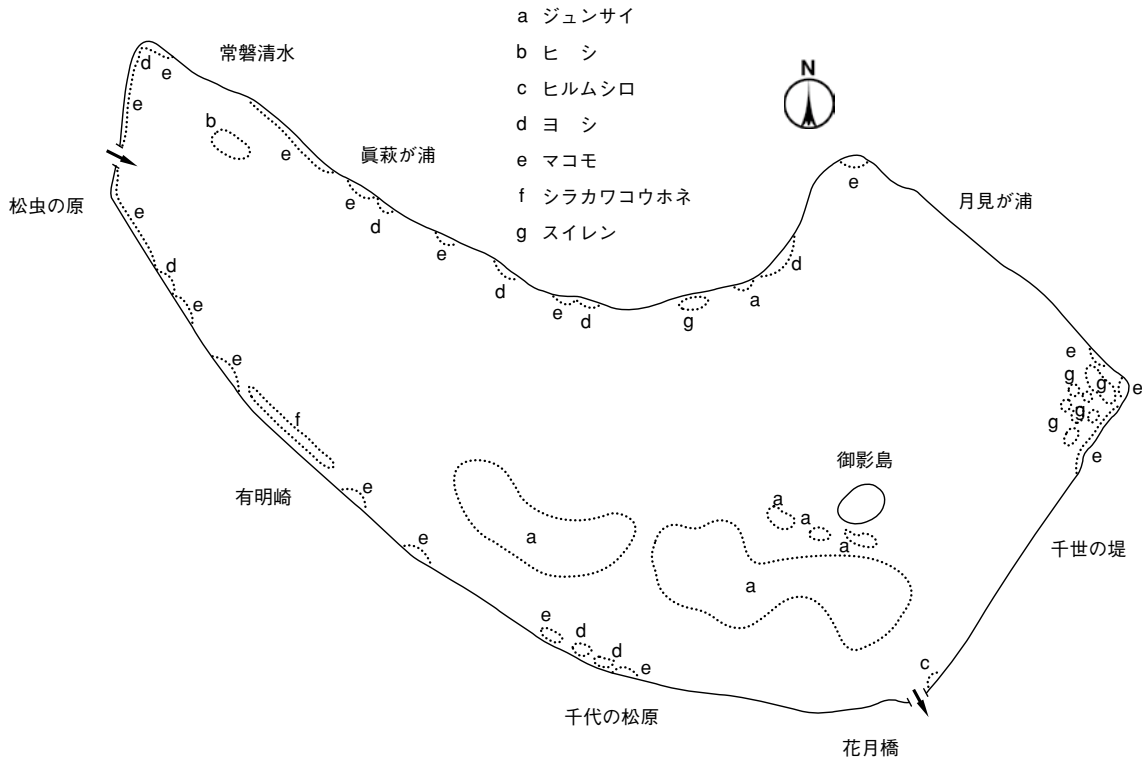 a ジュンサイ
b ヒ シ
c ヒルムシロ
d ヨ シ
e マコモ
f シラカワコウホネ
g スイレン
N
常磐清水
d
e
e
b
e
眞萩が浦
松虫の原
e
e
d
e
d
e
e
d
e
d
g
a
d
e
月見が浦
e
f
有明崎
e
e
e
g
g
e
g
g
e
御影島
a
a
a
a
a
千世の堤
e
d
d
e
c
千代の松原
花月橋